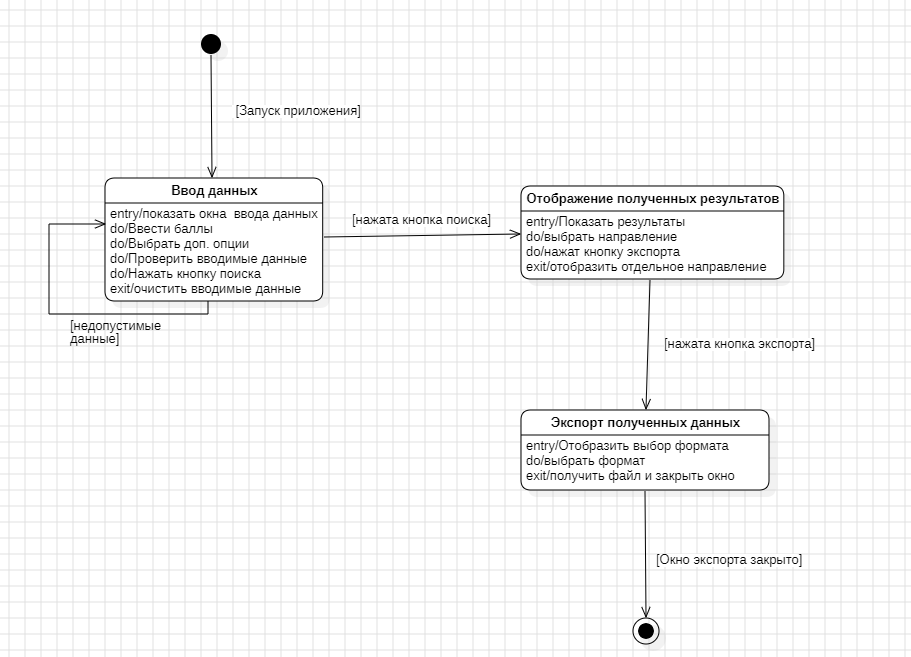 [Запуск приложения]
Ввод данных
entry/показать окна  ввода данных
do/Ввести баллы
do/Выбрать доп. опции
do/Проверить вводимые данные
do/Нажать кнопку поиска
exit/очистить вводимые данные
[недопустимые
данные]
[нажата кнопка поиска]
Отображение полученных результатов
entry/Показать результаты
do/выбрать направление
do/нажат кнопку экспорта
exit/отобразить отдельное направление
[нажата кнопка экспорта]
Экспорт полученных данных
entry/Отобразить выбор формата
do/выбрать формат
exit/получить файл и закрыть окно
[Окно экспорта закрыто]